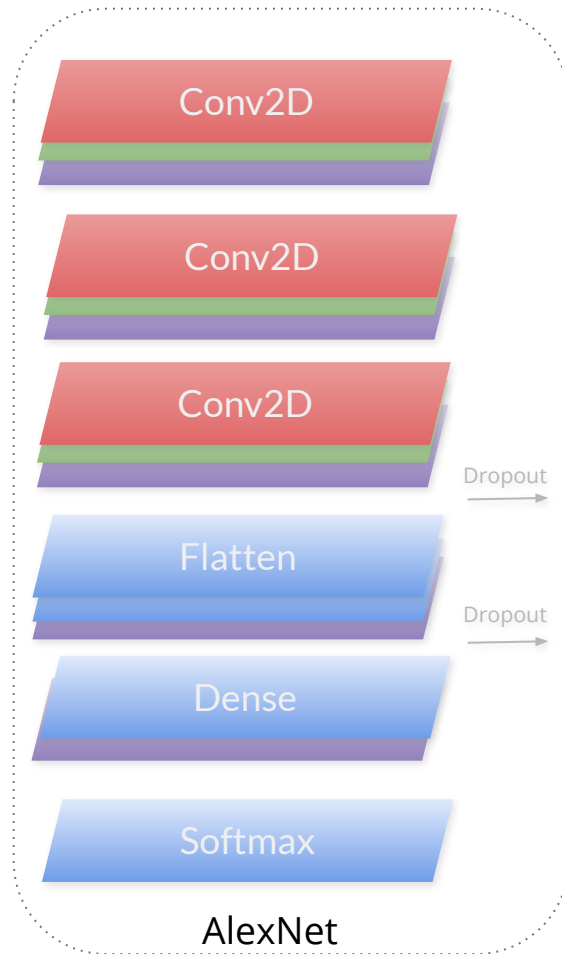 Conv2D
Conv2D
Conv2D
Dropout
Flatten
Dropout
Dense
Softmax
AlexNet